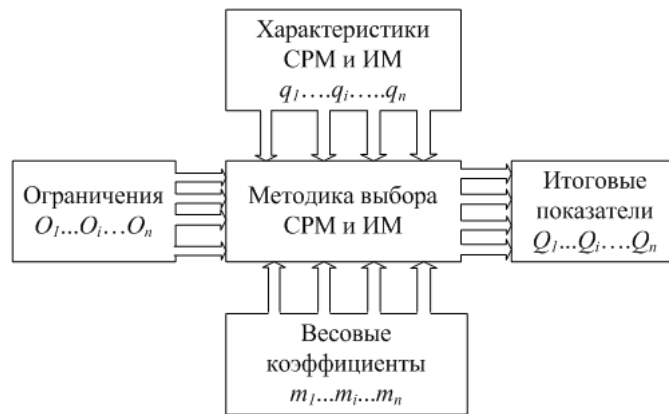 Характеристики
СРМ и ИМ
q₁….qᵢ…..qₙ
Ограничения
O₁...Oᵢ…Oₙ
Методика выбора
СРМ и ИМ
Итоговые
показатели
Q₁...Qᵢ….Qₙ
Весовые
коэффициенты
m₁...mᵢ...mₙ